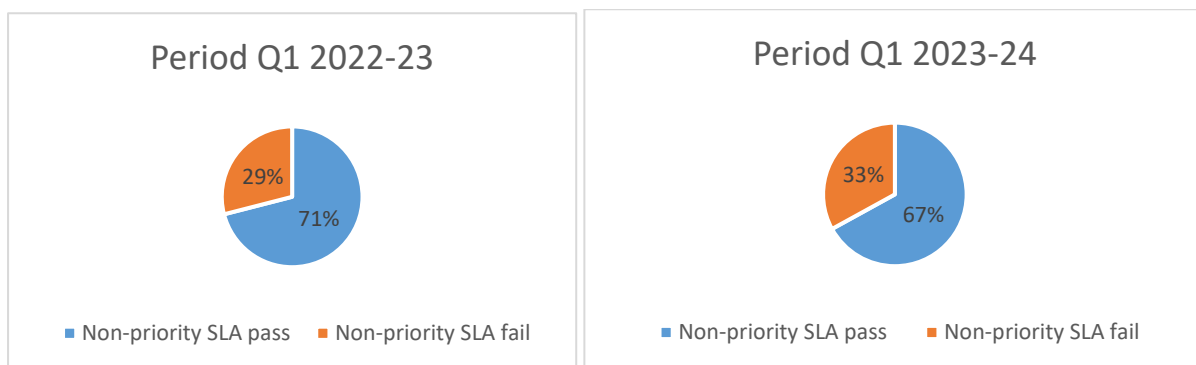 Period Q1 2022-23
29%
71%
Non-priority SLA pass Non-priority SLA fail
Period Q1 2023-24
33%
67%
Non-priority SLA pass Non-priority SLA fail